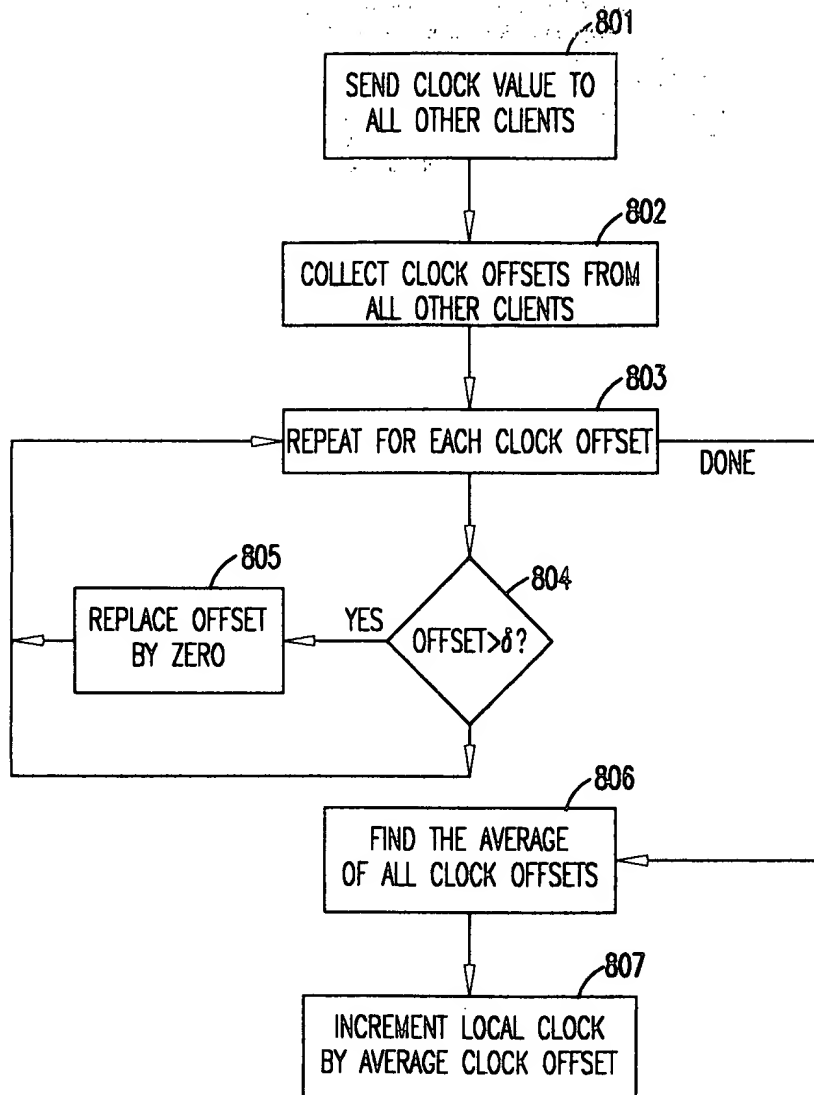 801
SEND CLOCK VALUE TO
ALL OTHER CLIENTS
802
COLLECT CLOCK OFFSETS FROM
ALL OTHER CLIENTS
803
REPEAT FOR EACH CLOCK OFFSET
DONE
804
OFFSET>δ?
YES
805
REPLACE OFFSET
BY ZERO
806
FIND THE AVERAGE
OF ALL CLOCK OFFSETS
807
INCREMENT LOCAL CLOCK
BY AVERAGE CLOCK OFFSET